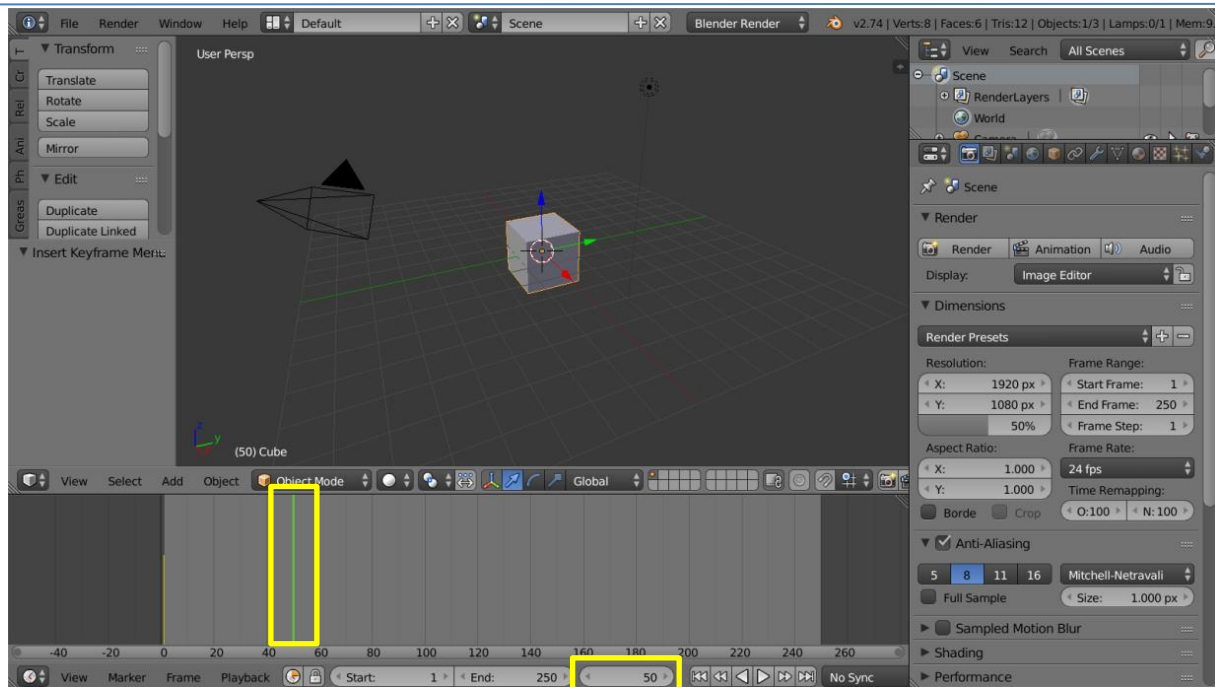 File Render Window Help Default Scene Blender Render v2.74 | Verts:8 | Faces:6 | Tris:12 | Objects:1/3 | Lamps:0/1 | Mem:9.
Transform
Translate
Rotate
Scale
Mirror
Edit
Duplicate
Duplicate Linked
Insert Keyframe Menu
T
Cr
Rel
Ani
Ph
Greas
User Persp
z
y
(50) Cube
View Select Add Object Object Mode Global
-40 -20 0 20 40 60 80 100 120 140 160 180 200 220 240 260
View Marker Frame Playback Start: 1 End: 250 50 No Sync
View Search All Scenes
Scene
RenderLayers
World
Camera
Scene
Render
Render Animation Audio
Display: Image Editor
Dimensions
Render Presets
Resolution: Frame Range:
X: 1920 px Start Frame: 1
Y: 1080 px End Frame: 250
50% Frame Step: 1
Aspect Ratio: Frame Rate:
X: 1.000 24 fps
Y: 1.000 Time Remapping:
Borde Crop O:100 N:100
Anti-Aliasing
5 8 11 16 Mitchell-Netravali
Full Sample Size: 1.000 px
Sampled Motion Blur
Shading
Performance